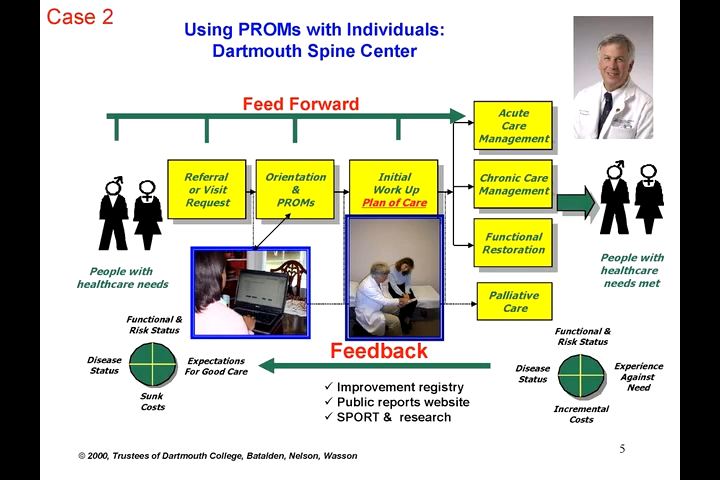 Case 2
Using PROMs with Individuals:
Dartmouth Spine Center
Feed Forward
Acute
Care
Management
Referral
or Visit
Request
Orientation
&
PROMs
Initial
Work Up
Plan of Care
Chronic Care
Management
Functional
Restoration
Palliative
Care
People with
healthcare needs
People with
healthcare
needs met
Functional &
Risk Status
Disease
Status
Expectations
For Good Care
Sunk
Costs
Feedback
✓ Improvement registry
✓ Public reports website
✓ SPORT & research
Functional &
Risk Status
Disease
Status
Experience
Against
Need
Incremental
Costs
© 2000, Trustees of Dartmouth College, Batalden, Nelson, Wasson
5